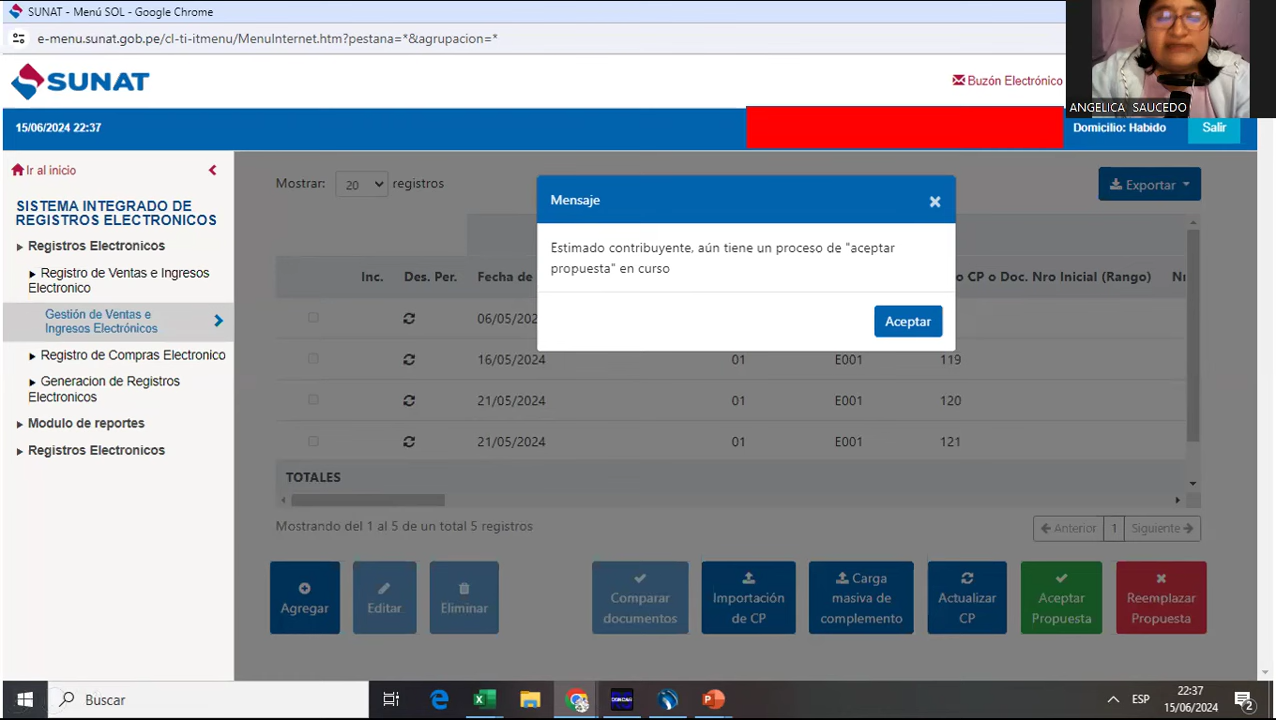 SUNAT - Menú SOL - Google Chrome
e-menu.sunat.gob.pe/cl-ti-itmenu/MenuInternet.htm?pestana=*&agrupacion=*
SUNAT
Buzón Electrónico
ANGELICA SAUCEDO
15/06/2024 22:37
Domicilio: Habido
Salir
Ir al inicio
SISTEMA INTEGRADO DE
REGISTROS ELECTRONICOS
Registros Electronicos
Registro de Ventas e Ingresos
Electronico
Gestión de Ventas e
Ingresos Electrónicos
Registro de Compras Electronico
Generacion de Registros
Electronicos
Modulo de reportes
Registros Electronicos
Mostrar: 20 registros
Exportar
Mensaje
Estimado contribuyente, aún tiene un proceso de "aceptar
propuesta" en curso
Aceptar
Inc. Des. Per. Fecha de o CP o Doc. Nro Inicial (Rango)
06/05/202
16/05/2024 01 E001 119
21/05/2024 01 E001 120
21/05/2024 01 E001 121
TOTALES
Mostrando del 1 al 5 de un total 5 registros
Anterior 1 Siguiente
Agregar
Editar
Eliminar
Comparar
documentos
Importación
de CP
Carga
masiva de
complemento
Actualizar
CP
Aceptar
Propuesta
Reemplazar
Propuesta
Buscar
ESP
22:37
15/06/2024
2